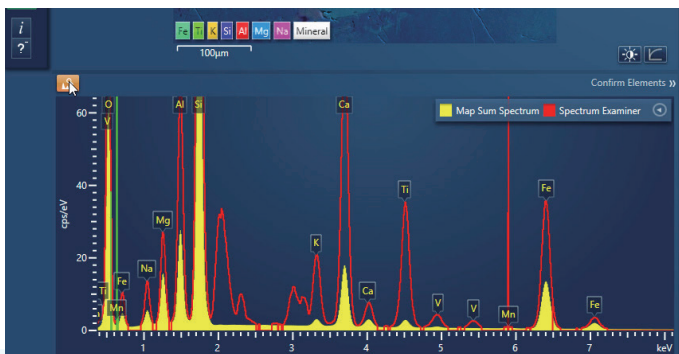 i
?
Fe Ti K Si Al Mg Na Mineral
100µm
Confirm Elements »
Map Sum Spectrum Spectrum Examiner
O Al Si Ca
V
60
40
cps/eV
Ti Fe
Mg
K
20
Na
Fe
Ca
Ti Mn V V Mn Fe
0
1 2 3 4 5 6 7 keV